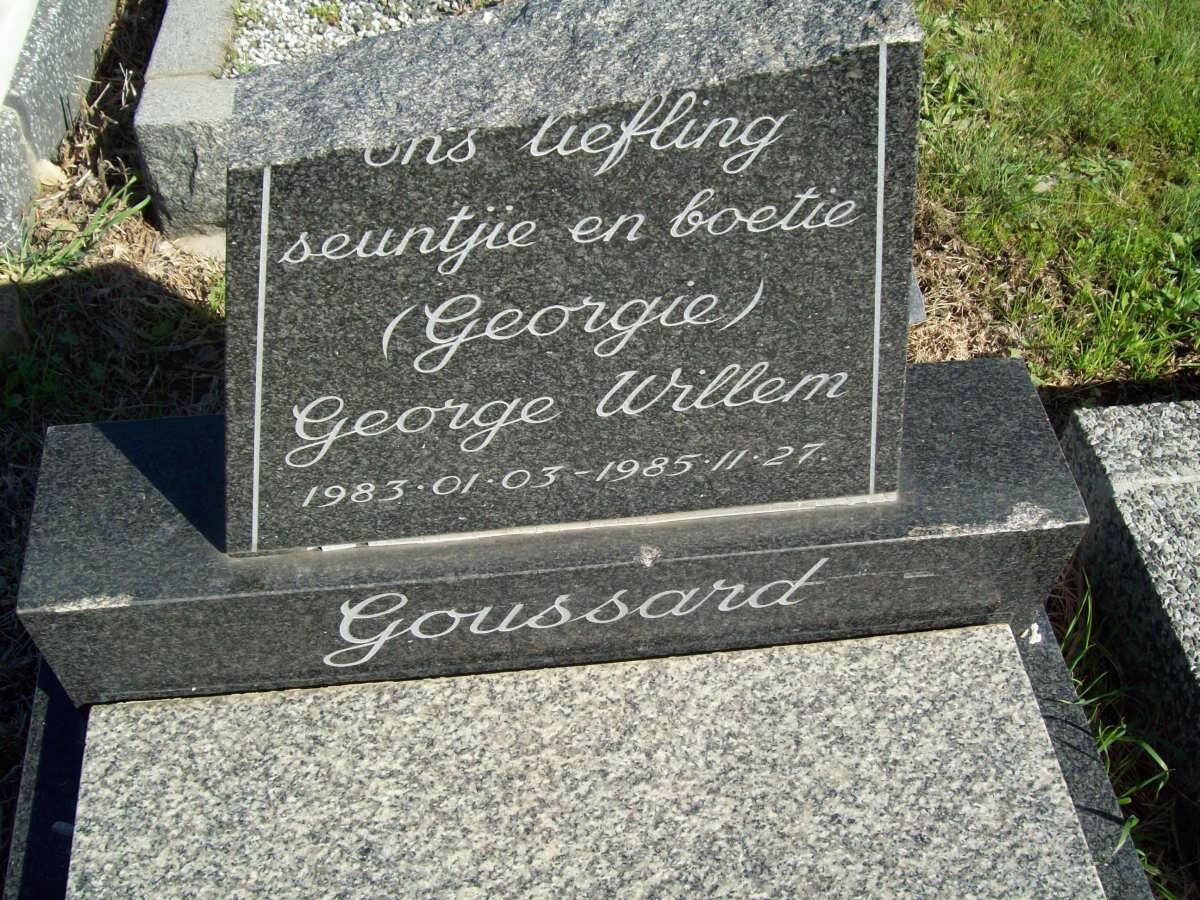 Ons liefling
seuntjie en boetie
(Georgie)
George Willem
1983·01·03-1985·11·27.
Goussard